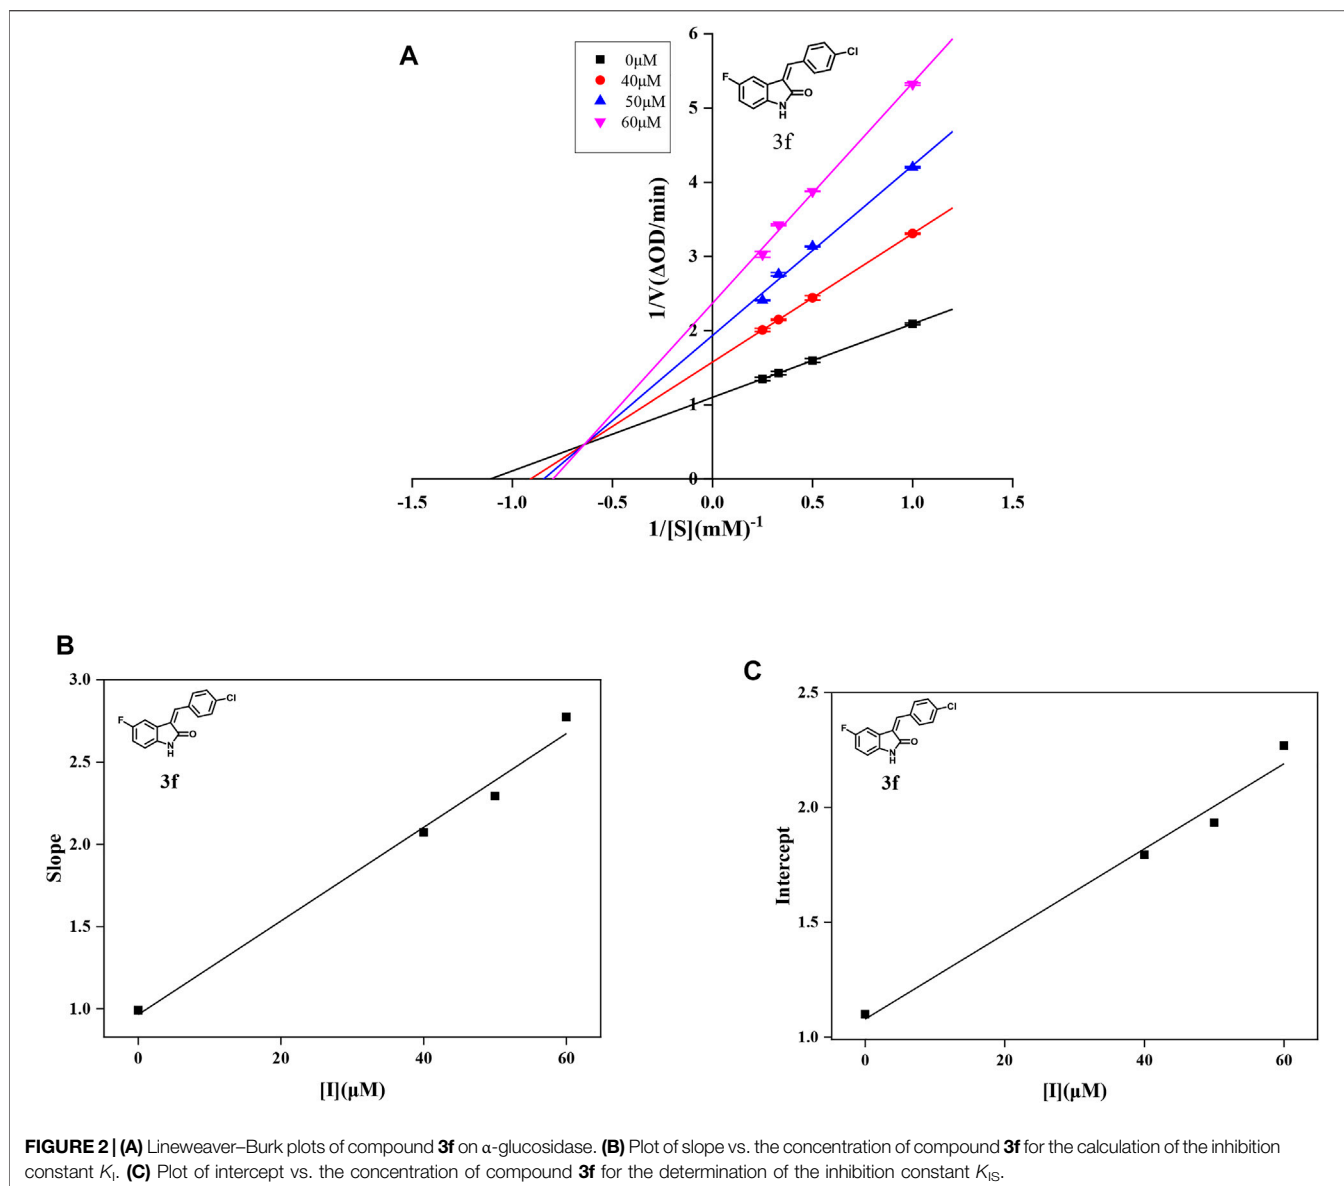 A
0μM
40μM
50μM
60μM
6
5
4
3
2
1
0
1/V(ΔOD/min)
F
Cl
O
N
H
3f
-1.5
-1.0
-0.5
0.0
0.5
1.0
1.5
1/[S](mM)-1
B
3.0
2.5
2.0
1.5
1.0
Slope
F
Cl
O
N
H
3f
0
20
40
60
[I](μM)
C
2.5
2.0
1.5
1.0
Intercept
F
Cl
O
N
H
3f
0
20
40
60
[I](μM)
FIGURE 2 | (A) Lineweaver–Burk plots of compound 3f on α-glucosidase. (B) Plot of slope vs. the concentration of compound 3f for the calculation of the inhibition
constant KI. (C) Plot of intercept vs. the concentration of compound 3f for the determination of the inhibition constant KIS.